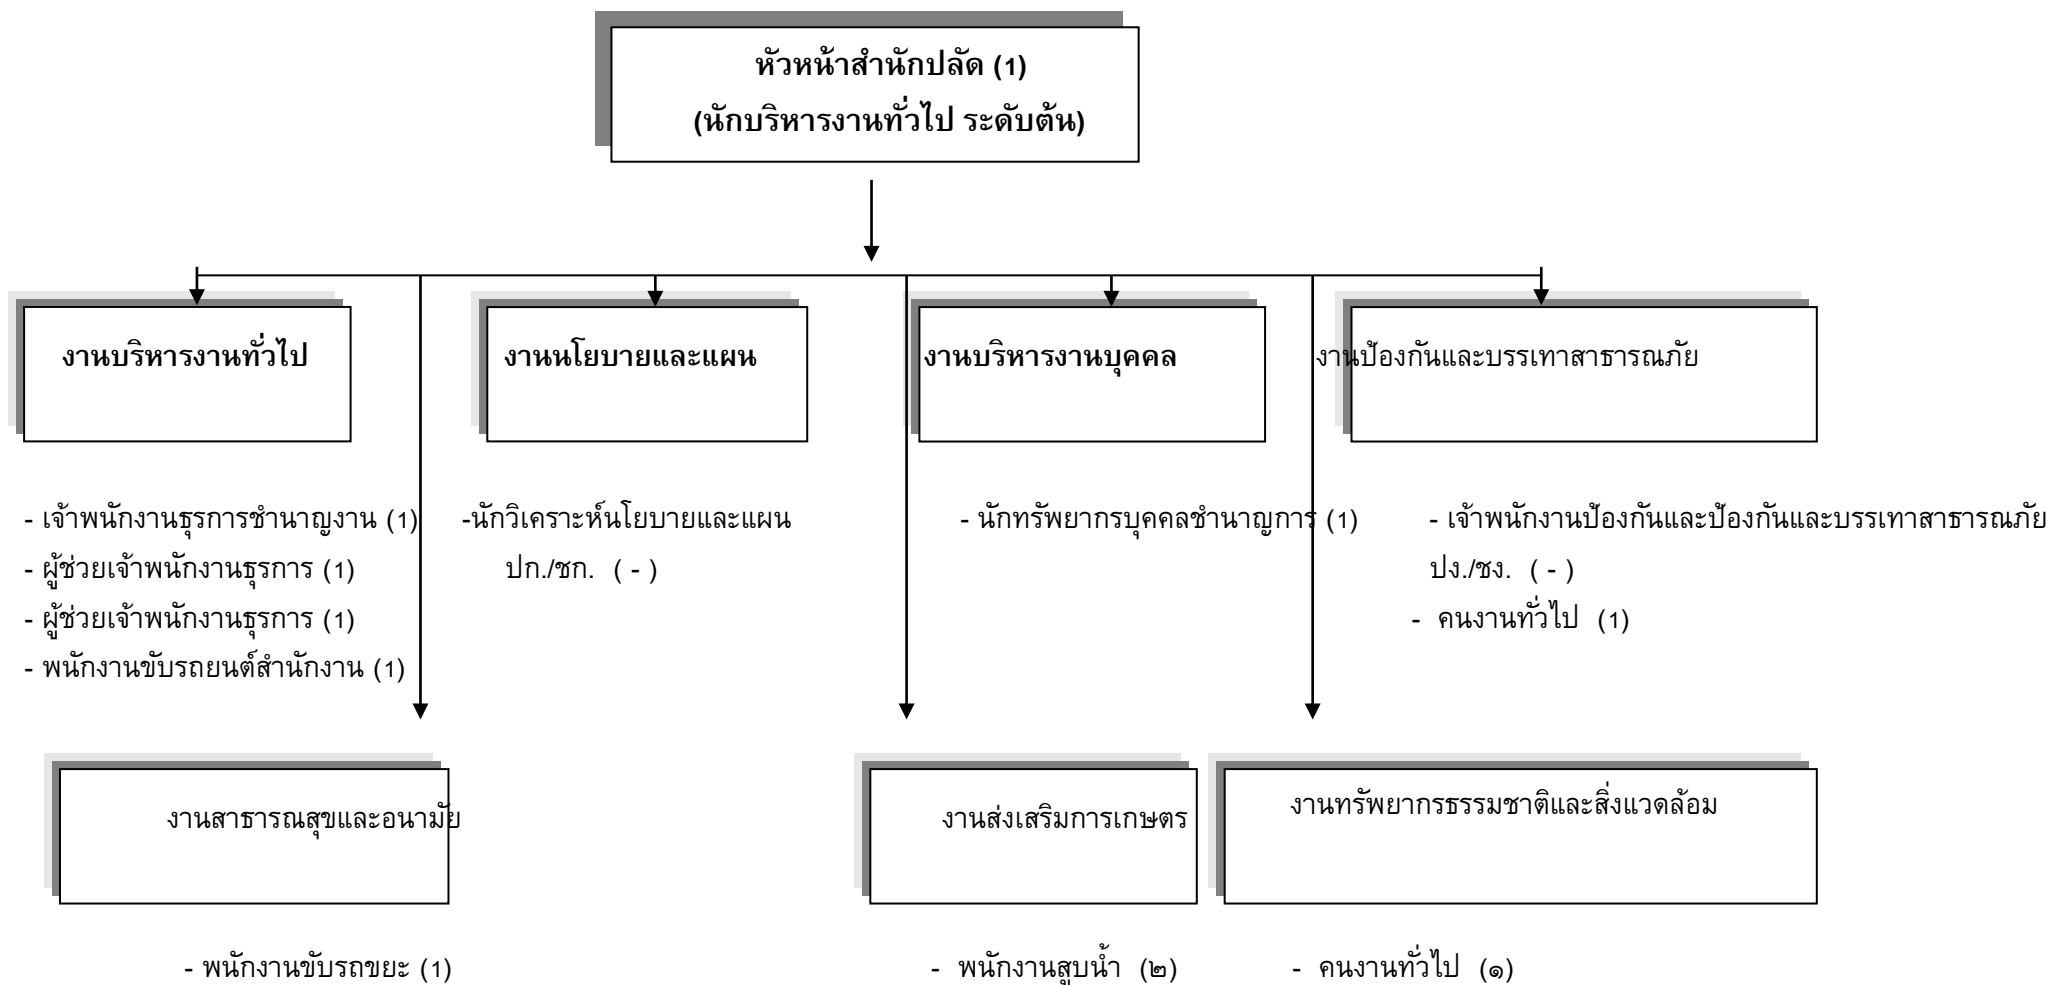 หัวหน้าสำนักปลัด (1)
(นักบริหารงานทั่วไป ระดับต้น)
งานบริหารงานทั่วไป
งานนโยบายและแผน
งานบริหารงานบุคคล
งานป้องกันและบรรเทาสาธารณภัย
- เจ้าพนักงานธุรการชำนาญงาน (1)
- ผู้ช่วยเจ้าพนักงานธุรการ (1)
- ผู้ช่วยเจ้าพนักงานธุรการ (1)
- พนักงานขับรถยนต์สำนักงาน (1)
-นักวิเคราะห์นโยบายและแผน
ปก./ชก. ( - )
- นักทรัพยากรบุคคลชำนาญการ (1)
- เจ้าพนักงานป้องกันและป้องกันและบรรเทาสาธารณภัย
ปง./ชง. ( - )
- คนงานทั่วไป (1)
งานสาธารณสุขและอนามัย
งานส่งเสริมการเกษตร
งานทรัพยากรธรรมชาติและสิ่งแวดล้อม
- พนักงานขับรถขยะ (1)
- พนักงานสูบน้ำ (๒)
- คนงานทั่วไป (๑)